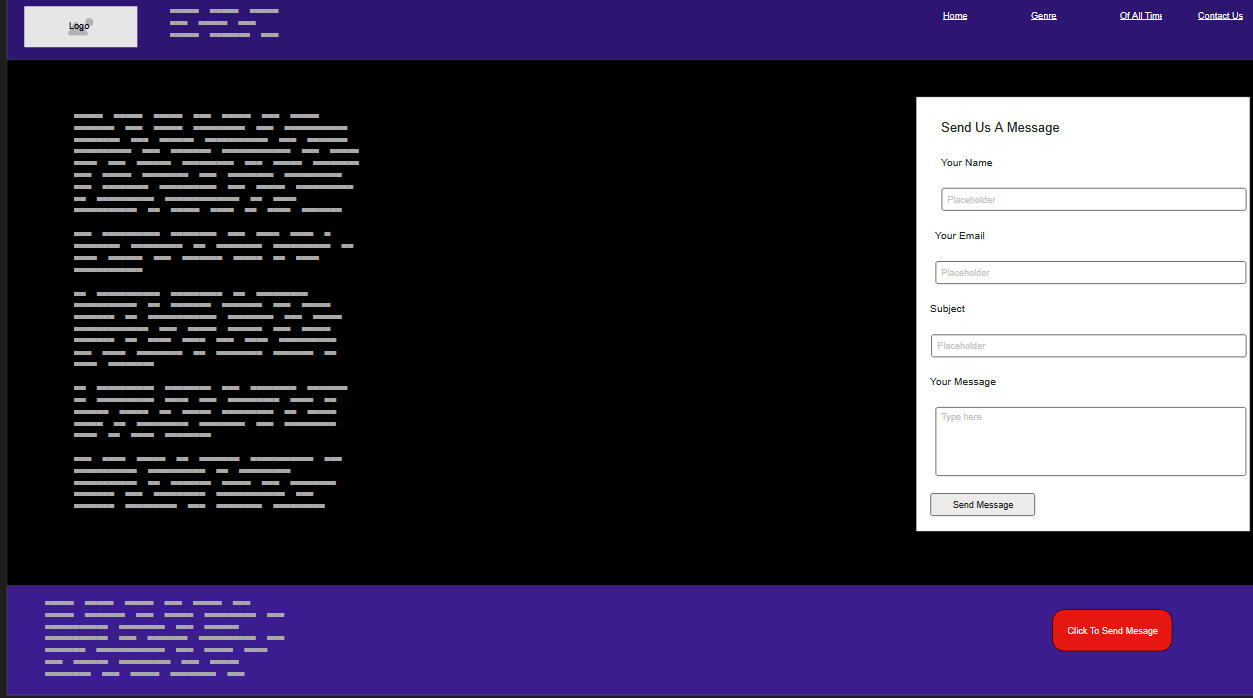 Logo
Home
Genre
Of All Time
Contact Us
Send Us A Message
Your Name
Placeholder
Your Email
Placeholder
Subject
Placeholder
Your Message
Type here
Send Message
Click To Send Mesage